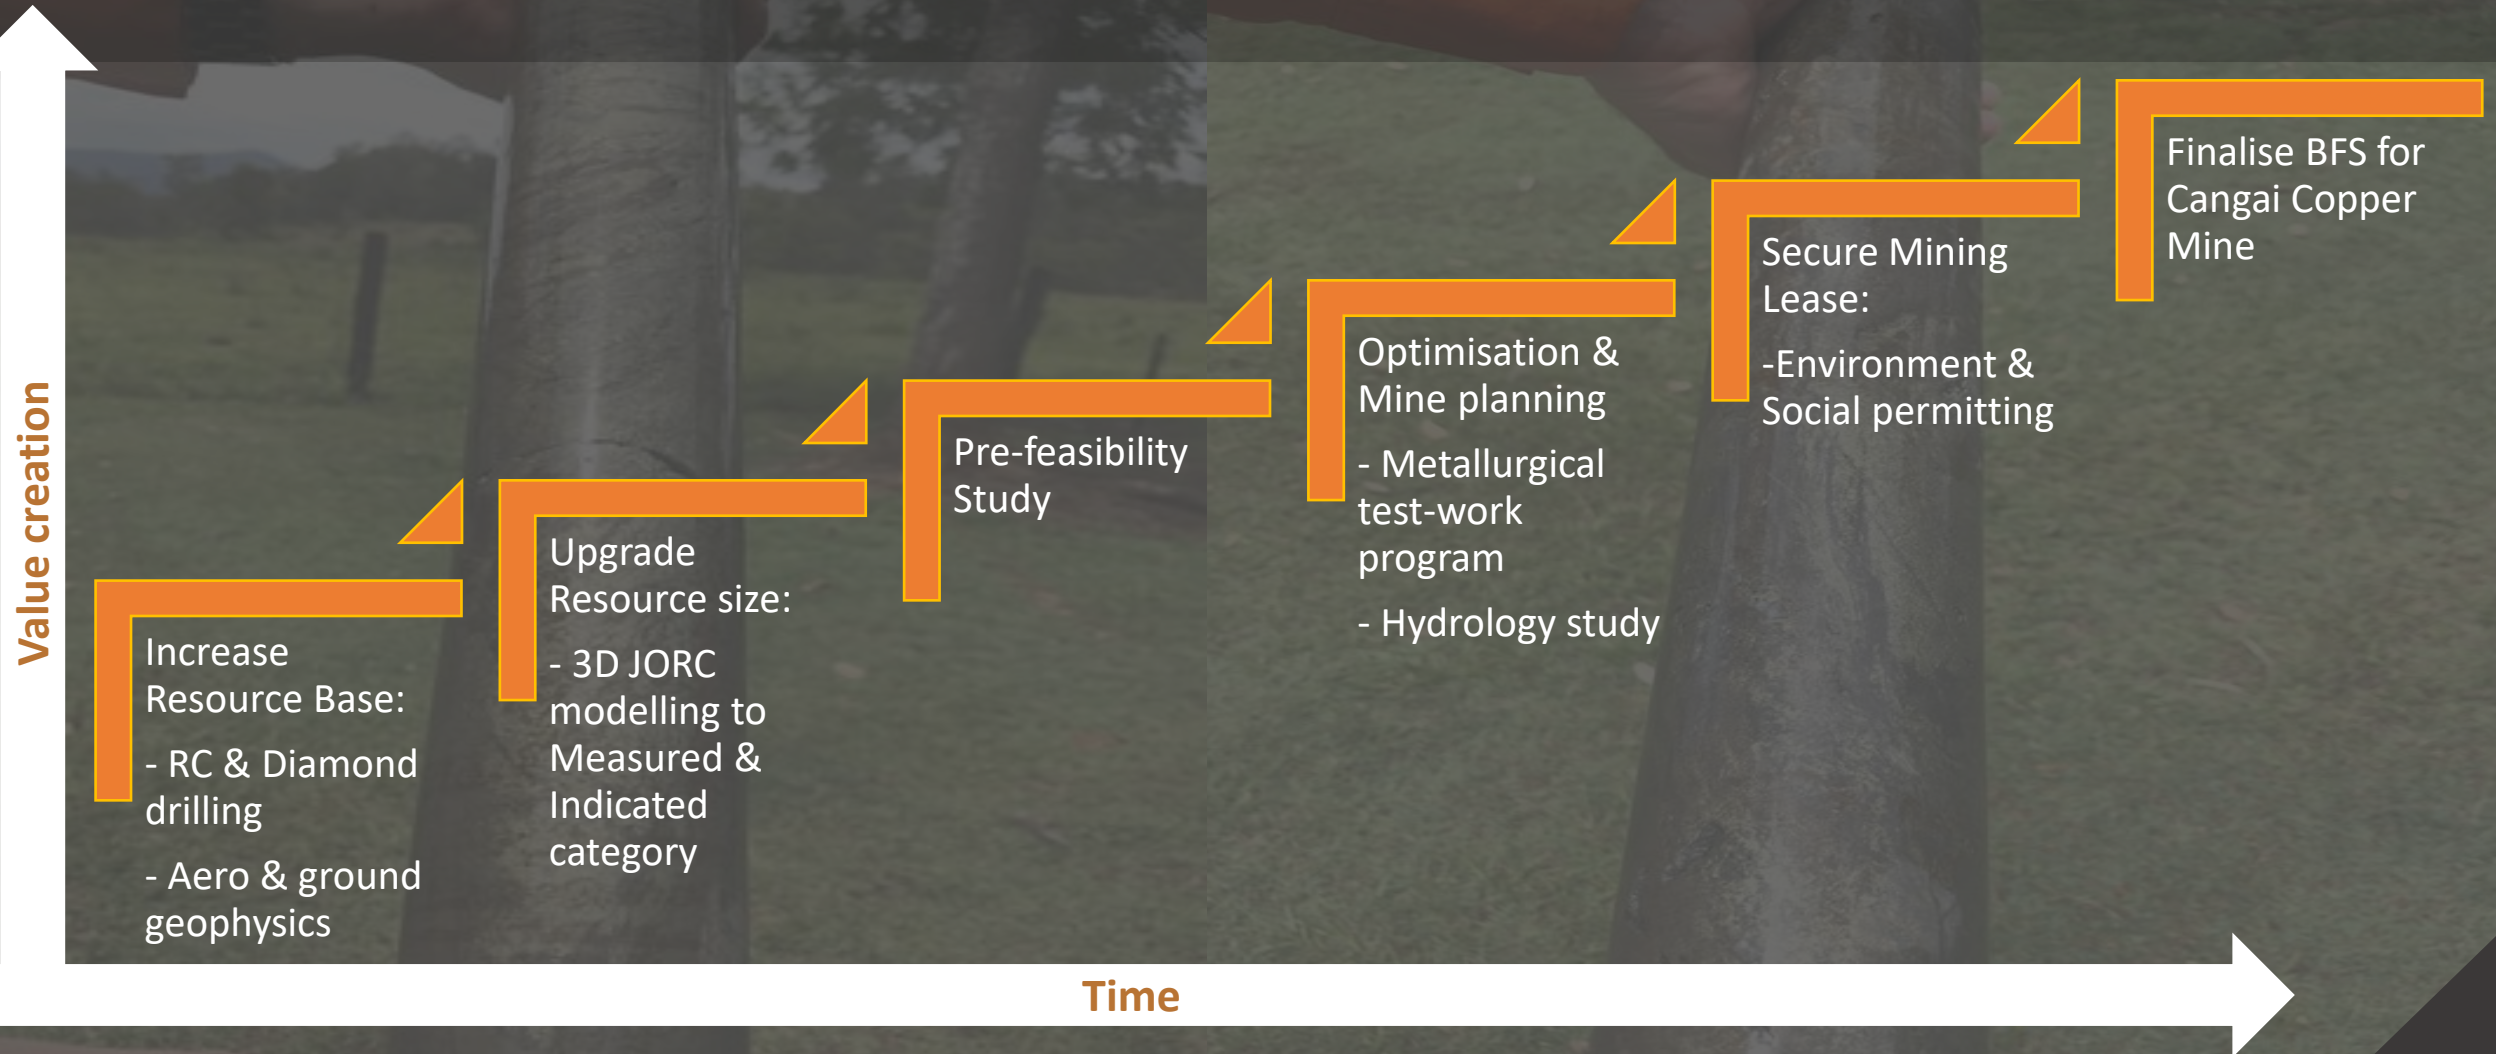 Value creation
Increase
Resource Base:
- RC & Diamond
drilling
- Aero & ground
geophysics
Upgrade
Resource size:
- 3D JORC
modelling to
Measured &
Indicated
category
Pre-feasibility
Study
Optimisation &
Mine planning
- Metallurgical
test-work
program
- Hydrology study
Secure Mining
Lease:
-Environment &
Social permitting
Finalise BFS for
Cangai Copper
Mine
Time